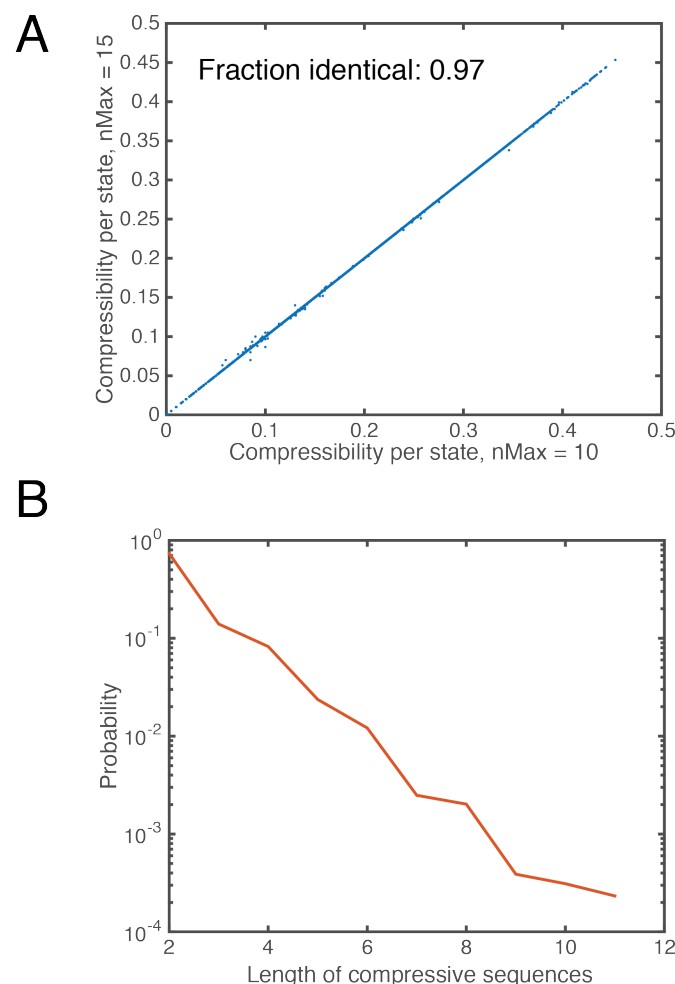 A
Fraction identical: 0.97
Compressibility per state, nMax = 15
0.5
0.45
0.4
0.35
0.3
0.25
0.2
0.15
0.1
0.05
0
0 0.1 0.2 0.3 0.4 0.5
Compressibility per state, nMax = 10
B
Probability
10^0
10^-1
10^-2
10^-3
10^-4
2 4 6 8 10 12
Length of compressive sequences